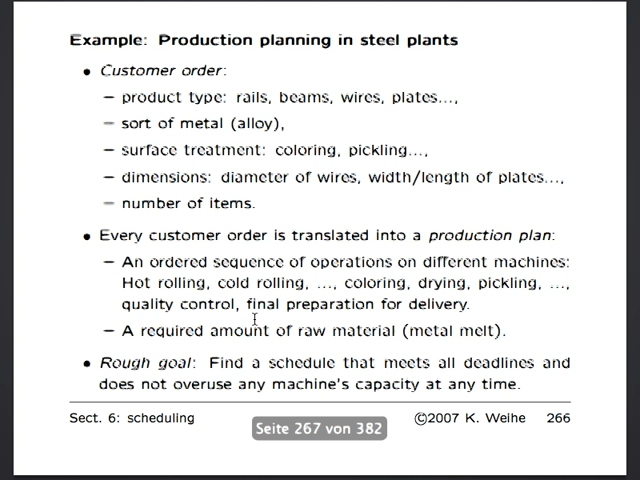 Example: Production planning in steel plants
• Customer order:
– product type: rails, beams, wires, plates...,
– sort of metal (alloy),
– surface treatment: coloring, pickling...,
– dimensions: diameter of wires, width/length of plates...,
– number of items.
• Every customer order is translated into a production plan:
– An ordered sequence of operations on different machines:
Hot rolling, cold rolling, ..., coloring, drying, pickling, ...,
quality control, final preparation for delivery.
– A required amount of raw material (metal melt).
• Rough goal: Find a schedule that meets all deadlines and
does not overuse any machine's capacity at any time.
Sect. 6: scheduling ©2007 K. Weihe 266
Seite 267 von 382